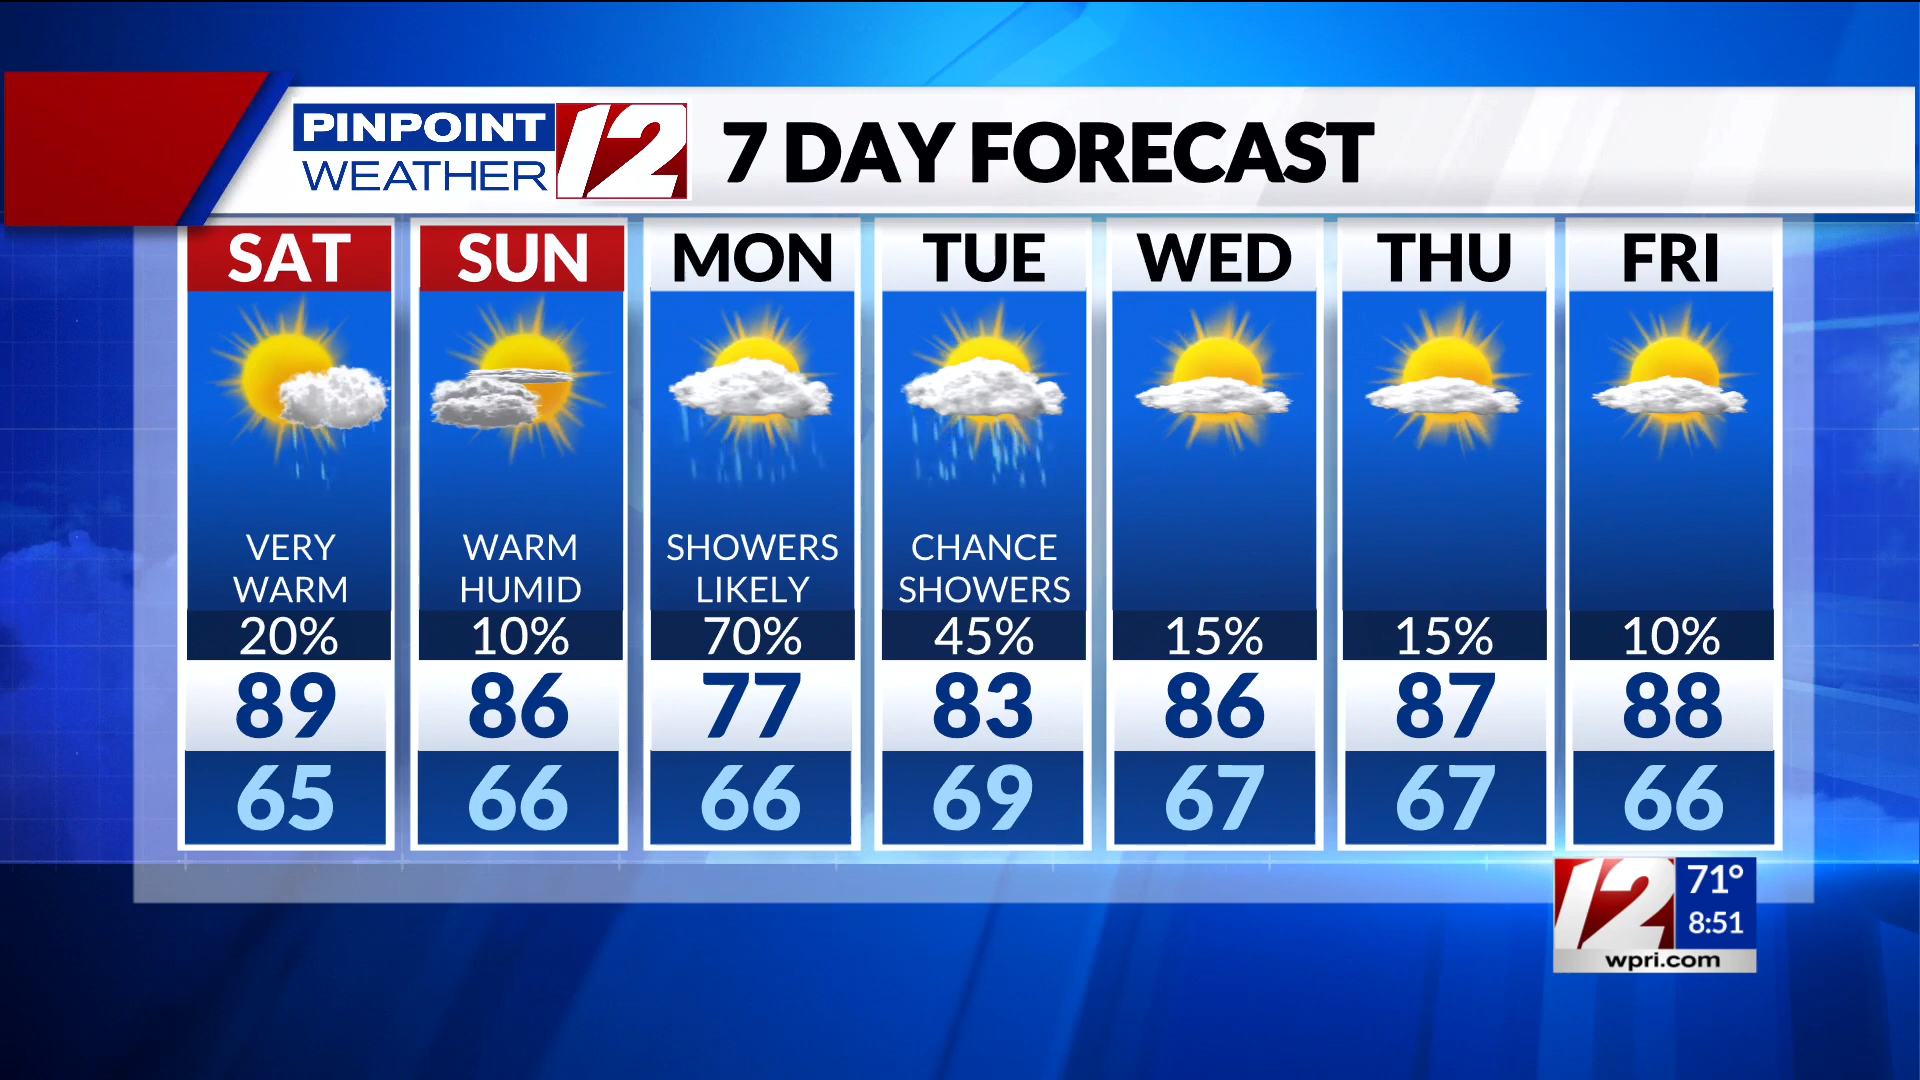 PINPOINT
WEATHER 12
7 DAY FORECAST
SAT SUN MON TUE WED THU FRI
VERY WARM SHOWERS CHANCE
WARM HUMID LIKELY SHOWERS
20% 10% 70% 45% 15% 15% 10%
89 86 77 83 86 87 88
65 66 66 69 67 67 66
12 71°
8:51
wpri.com